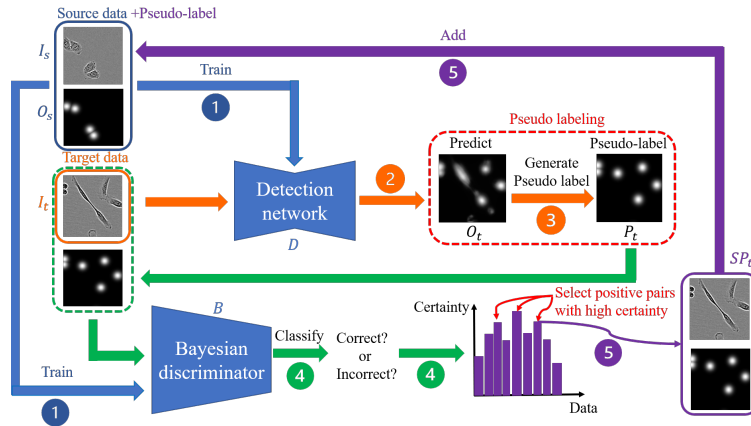 Source data +Pseudo-label
Add
I_s
5
Train
1
O_s
Pseudo labeling
Target data
Predict
Pseudo-label
Generate
Pseudo label
I_t
Detection
network
2
3
D
O_t
P_t
SP_t
B
Certainty
Select positive pairs
with high certainty
Classify
Correct?
or
Incorrect?
Bayesian
discriminator
4
4
5
Train
1
Data